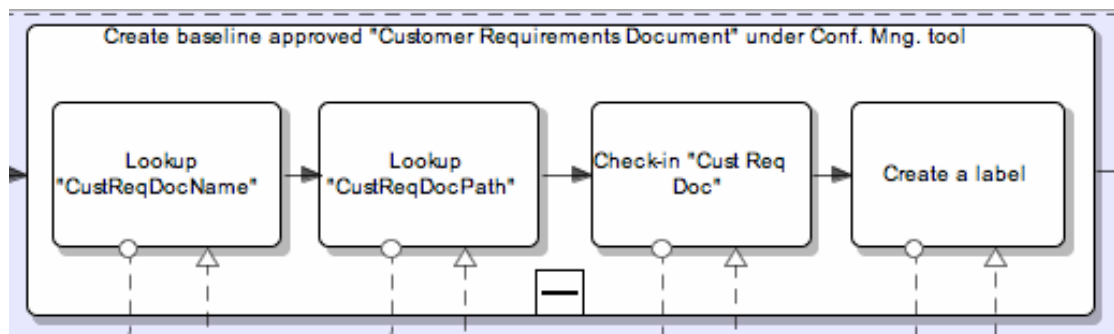 Create baseline approved "Customer Requirements Document" under Conf. Mng. tool
Lookup
"CustReqDocName"
Lookup
"CustReqDocPath"
Check-in "Cust Req
Doc"
Create a label